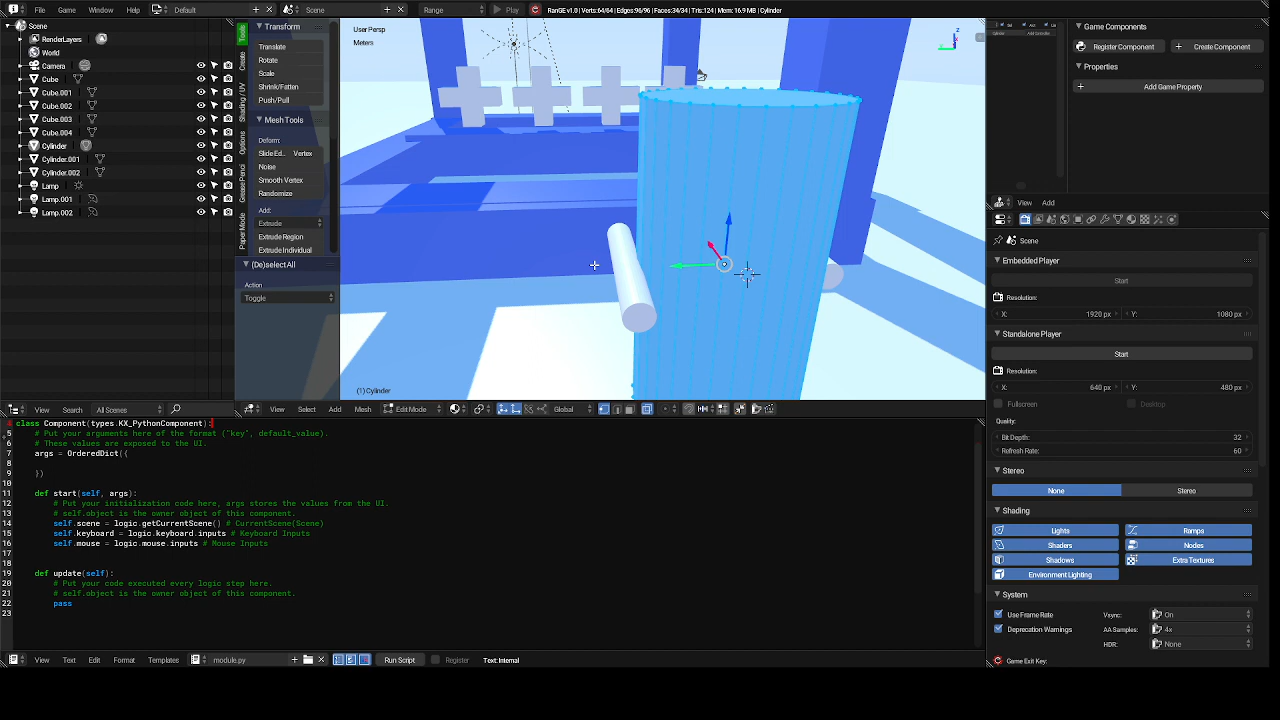 File Game Window Help Default Scene Range Play RanGE v1.0 | Verts:64/64 | Edges:96/96 | Faces:34/34 | Tris:124 | Mem: 16.9 MB | Cylinder
Scene
RenderLayers
World
Camera
Cube
Cube.001
Cube.002
Cube.003
Cube.004
Cylinder
Cylinder.001
Cylinder.002
Lamp
Lamp.001
Lamp.002
View Search All Scenes
Tools
Create
Shading / UV
Options
Grease Penci
Paper Mode
Transform
Translate
Rotate
Scale
Shrink/Fatten
Push/Pull
Mesh Tools
Deform:
Slide Ed.. Vertex
Noise
Smooth Vertex
Randomize
Add:
Extrude
Extrude Region
Extrude Individual
(De)select All
Action
Toggle
User Persp
Meters
(1) Cylinder
View Select Add Mesh Edit Mode Global
4 class Component(types.KX_PythonComponent):
5 # Put your arguments here of the format ("key", default_value).
6 # These values are exposed to the UI.
7 args = OrderedDict({
8
9 })
10
11 def start(self, args):
12 # Put your initialization code here, args stores the values from the UI.
13 # self.object is the owner object of this component.
14 self.scene = logic.getCurrentScene() # CurrentScene(Scene)
15 self.keyboard = logic.keyboard.inputs # Keyboard Inputs
16 self.mouse = logic.mouse.inputs # Mouse Inputs
17
18
19 def update(self):
20 # Put your code executed every logic step here.
21 # self.object is the owner object of this component.
22 pass
23
View Text Edit Format Templates module.py Run Script Register Text: Internal
Game Components
Register Component Create Component
Properties
Add Game Property
View Add
Scene
Embedded Player
Start
Resolution:
X: 1920 px Y: 1080 px
Standalone Player
Start
Resolution:
X: 640 px Y: 480 px
Fullscreen Desktop
Quality:
Bit Depth: 32
Refresh Rate: 60
Stereo
None Stereo
Shading
Lights Ramps
Shaders Nodes
Shadows Extra Textures
Environment Lighting
System
Use Frame Rate Vsync: On
Deprecation Warnings AA Samples: 4x
HDR: None
Game Exit Key: